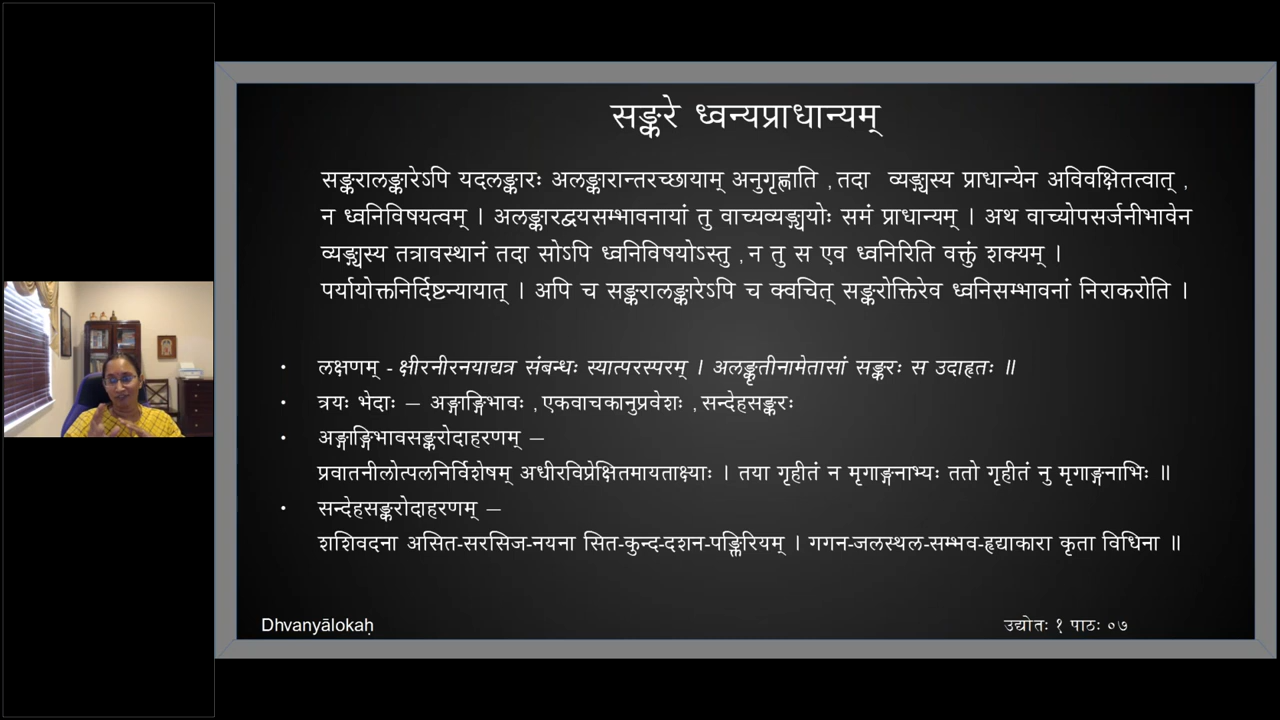 सङ्करे ध्वन्यप्राधान्यम्
सङ्करालङ्कारेऽपि यदलङ्कारः अलङ्कारान्तरच्छायाम् अनुगृह्णाति , तदा व्यङ्ग्यस्य प्राधान्येन अविवक्षितत्वात् ,
न ध्वनिविषयत्वम् । अलङ्कारद्वयसम्भावनायां तु वाच्यव्यङ्ग्ययोः समं प्राधान्यम् । अथ वाच्योपसर्जनीभावेन
व्यङ्ग्यस्य तत्रावस्थानं तदा सोऽपि ध्वनिविषयोऽस्तु , न तु स एव ध्वनिरिति वक्तुं शक्यम् ।
पर्यायोक्तनिर्दिष्टन्यायात् । अपि च सङ्करालङ्कारेऽपि च क्वचित् सङ्करोक्तिरेव ध्वनिसम्भावनां निराकरोति ।
• लक्षणम् - क्षीरनीरनयाद्यत्र संबन्धः स्यात्परस्परम् । अलङ्कृतीनामेतासां सङ्करः स उदाहृतः ॥
• त्रयः भेदाः – अङ्गाङ्गिभावः , एकवाचकानुप्रवेशः , सन्देहसङ्करः
• अङ्गाङ्गिभावसङ्करोदाहरणम् –
प्रवातनीलोत्पलनिर्विशेषम् अधीरविप्रेक्षितमायताक्ष्याः । तया गृहीतं न मृगाङ्गनाभ्यः ततो गृहीतं नु मृगाङ्गनाभिः ॥
• सन्देहसङ्करोदाहरणम् –
शशिवदना असित-सरसिज-नयना सित-कुन्द-दशन-पङ्क्तिरियम् । गगन-जलस्थल-सम्भव-हृद्याकारा कृता विधिना ॥
Dhvanyālokaḥ
उद्योतः १ पाठः ०७